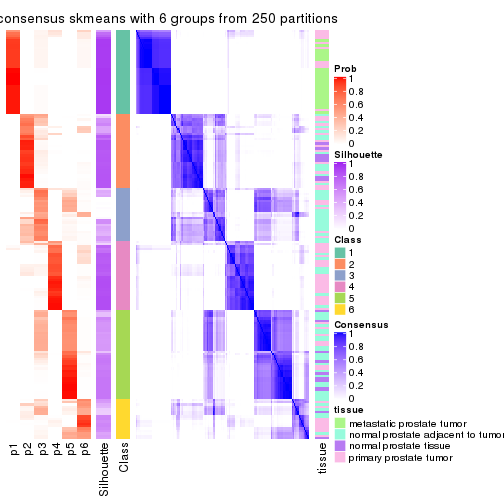 consensus skmeans with 6 groups from 250 partitions
Prob
1
0.8
0.6
0.4
0.2
0
Silhouette
1
0.8
0.6
0.4
0.2
0
Class
1
2
3
4
5
6
Consensus
1
0.8
0.6
0.4
0.2
0
tissue
metastatic prostate tumor
normal prostate adjacent to tumor
normal prostate tissue
primary prostate tumor
p1
p2
p3
p4
p5
p6
Silhouette
Class
tissue